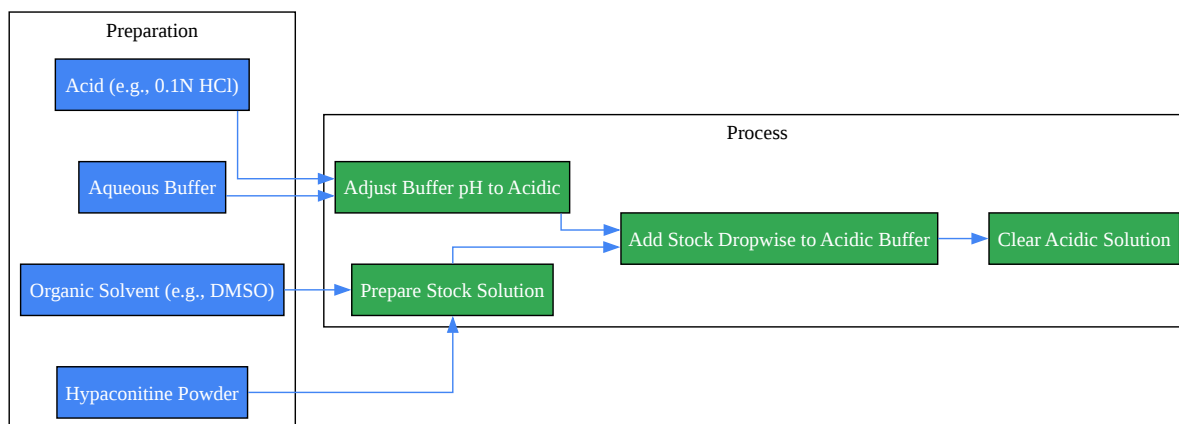 Preparation
Acid (e.g., 0.1N HCl)
Aqueous Buffer
Organic Solvent (e.g., DMSO)
Hypaconitine Powder
Process
Adjust Buffer pH to Acidic
Prepare Stock Solution
Add Stock Dropwise to Acidic Buffer
Clear Acidic Solution